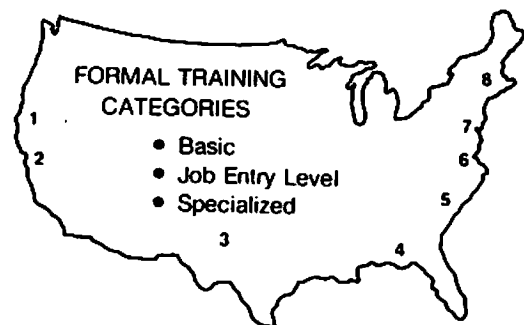 FORMAL TRAINING
CATEGORIES
8
1
• Basic
7
2
• Job Entry Level
6
• Specialized
5
3
4